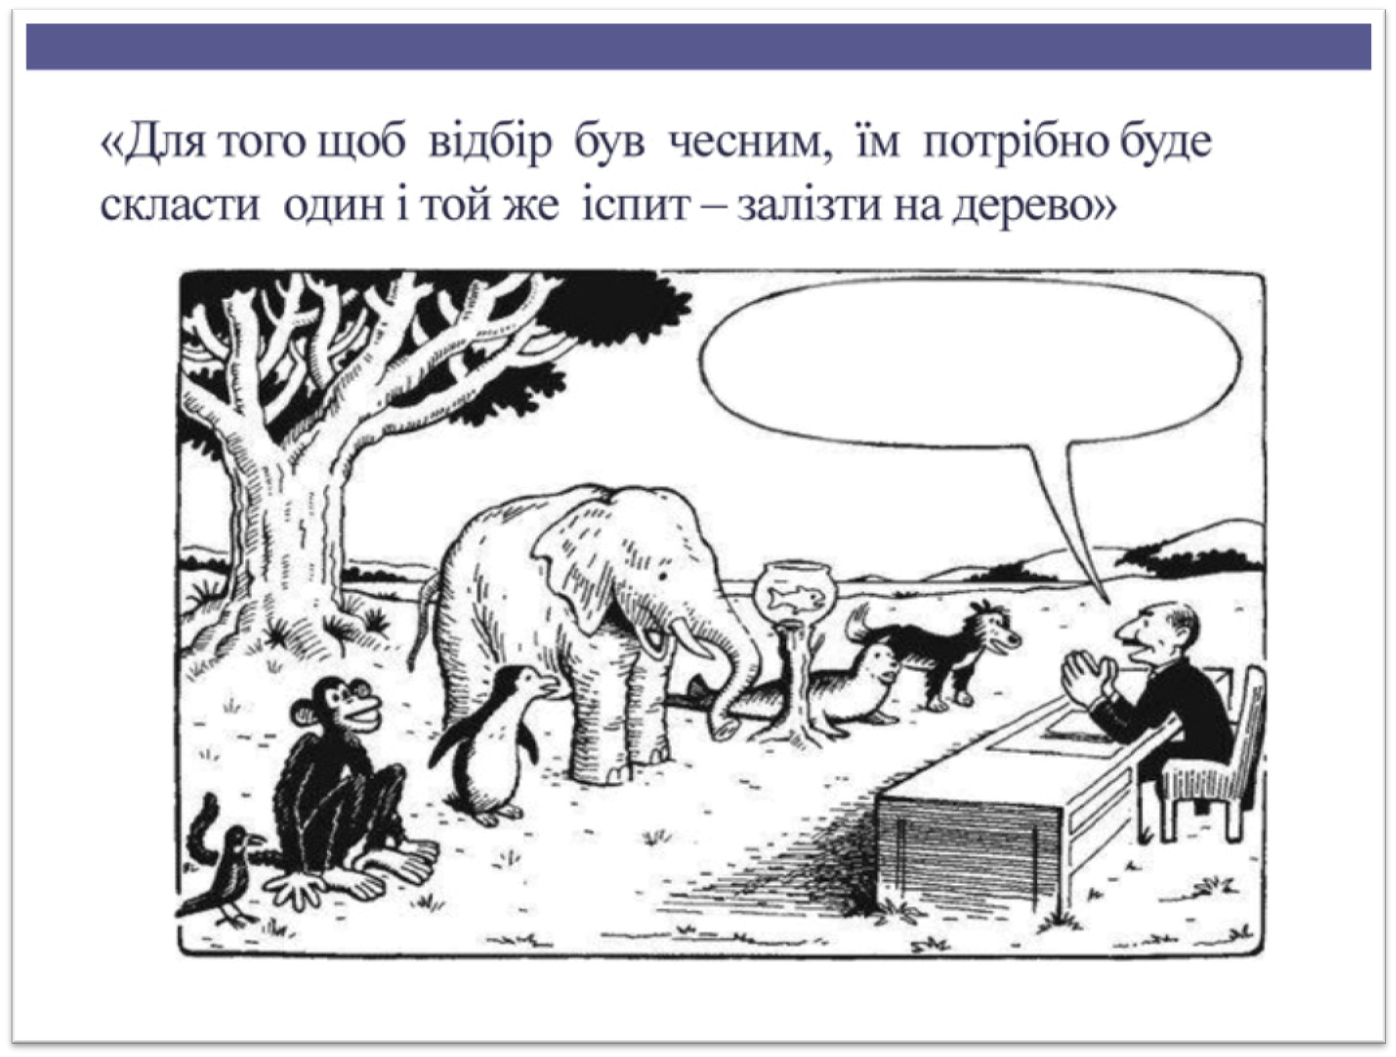 «Для того щоб відбір був чесним, їм потрібно буде
скласти один і той же іспит – залізти на дерево»